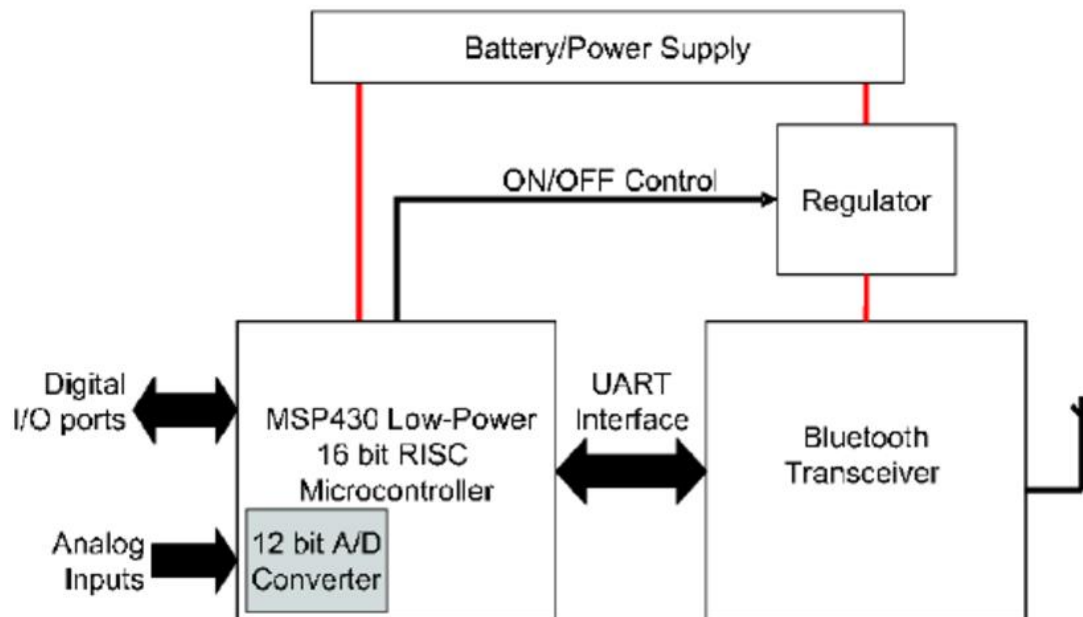 Battery/Power Supply
ON/OFF Control
Regulator
Digital
I/O ports
MSP430 Low-Power
16 bit RISC
Microcontroller
UART
Interface
Bluetooth
Transceiver
Analog
Inputs
12 bit A/D
Converter